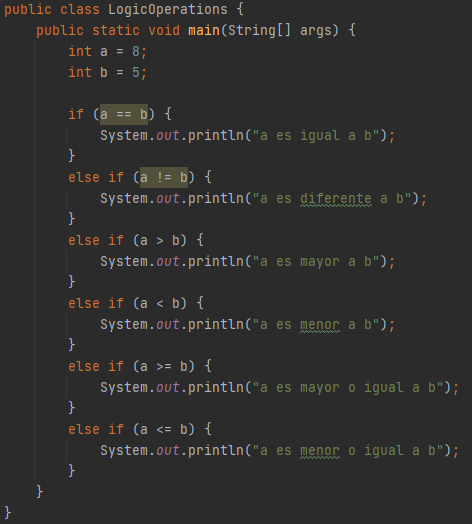 public class LogicOperations {
    public static void main(String[] args) {
        int a = 8;
        int b = 5;

        if (a == b) {
            System.out.println("a es igual a b");
        }
        else if (a != b) {
            System.out.println("a es diferente a b");
        }
        else if (a > b) {
            System.out.println("a es mayor a b");
        }
        else if (a < b) {
            System.out.println("a es menor a b");
        }
        else if (a >= b) {
            System.out.println("a es mayor o igual a b");
        }
        else if (a <= b) {
            System.out.println("a es menor o igual a b");
        }
    }
}